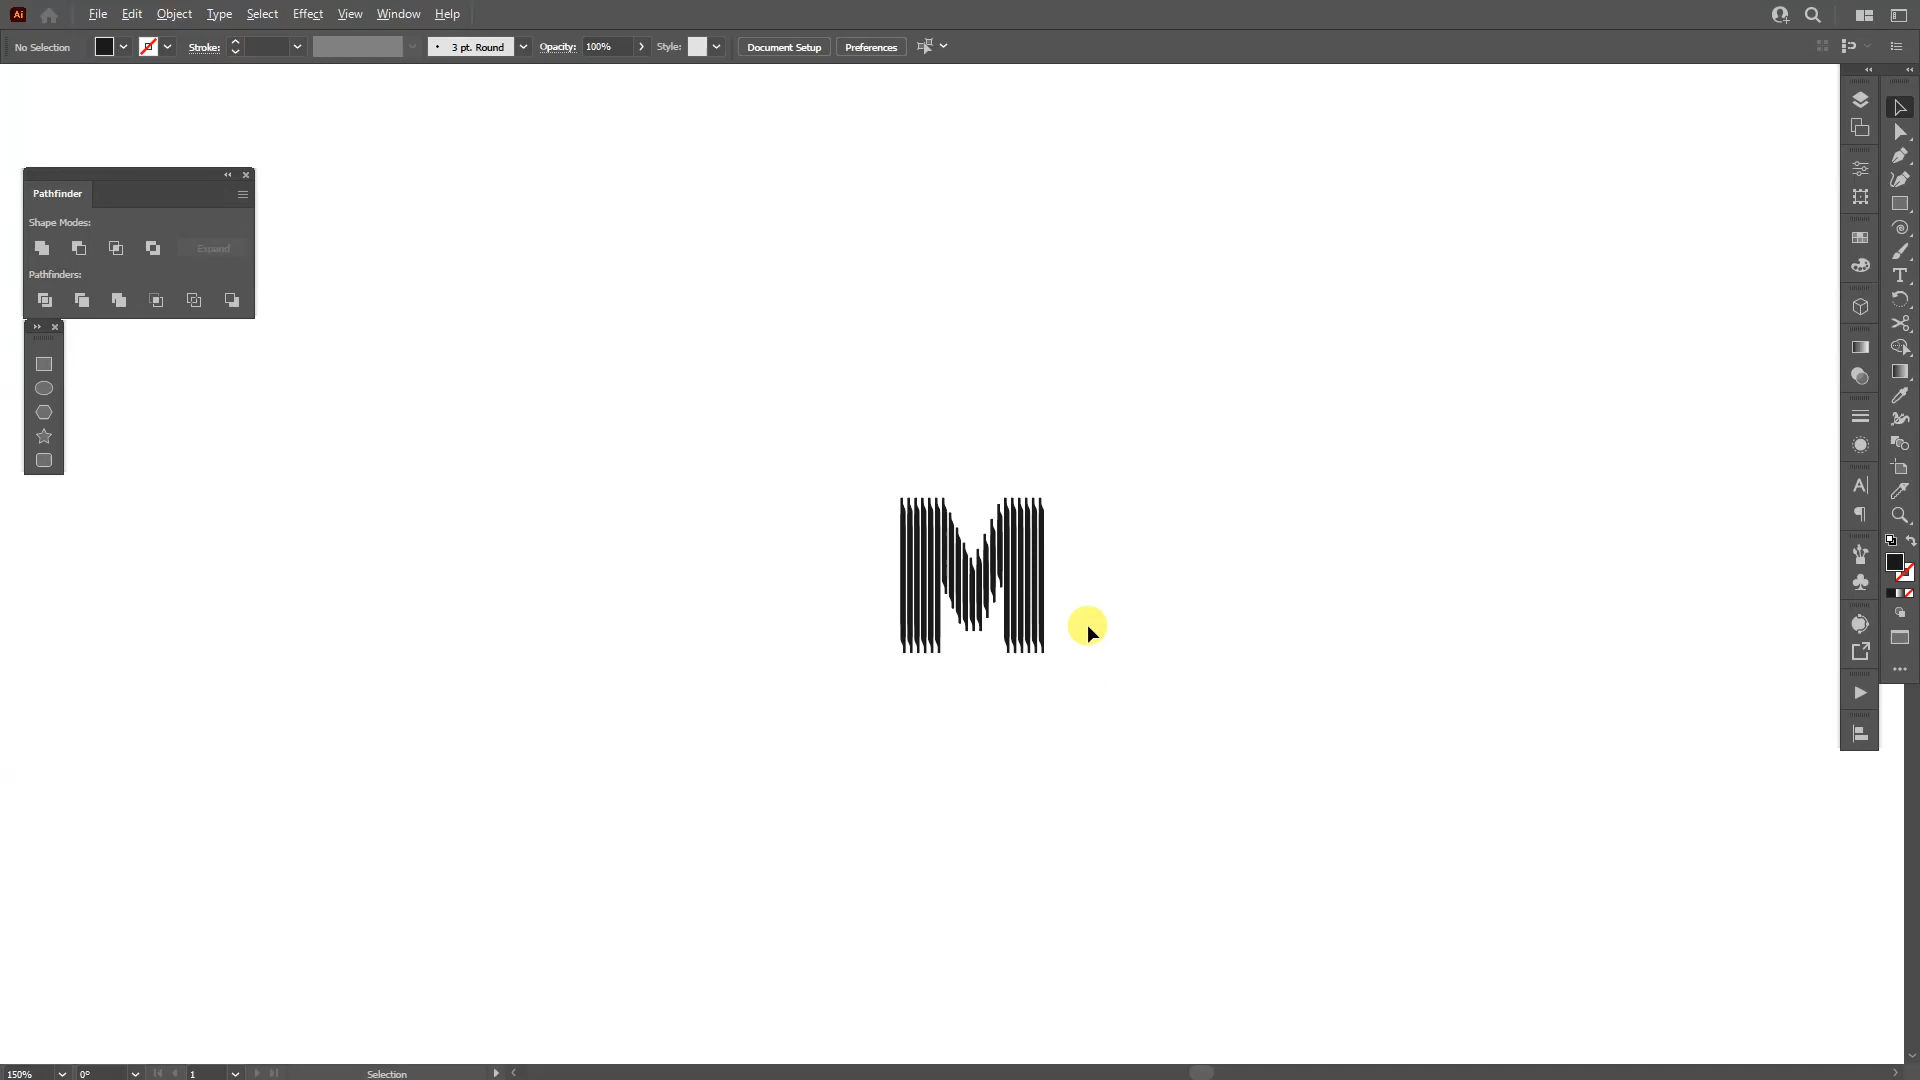 Ai File Edit Object Type Select Effect View Window Help
No Selection Stroke: 3 pt. Round Opacity: 100% Style: Document Setup Preferences
Pathfinder
Shape Modes:
Expand
Pathfinders:
M
150% 0° 1 Selection